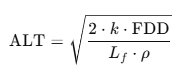 ALT = √((2 · k · FDD) / (L_f · ρ))